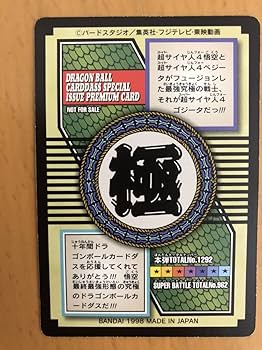 ©バードスタジオ/集英社・フジテレビ・東映動画
DRAGON BALL
CARDDASS SPECIAL
ISSUE PREMIUM CARD
NOT FOR SALE
超サイヤ人4悟空と
超サイヤ人4ベジー
タがフュージョンし
た最強究極の戦士、
それが超サイヤ人4
ゴジータだっ!!!
極
十年間ドラ
ゴンボールカードダ
スを応援してくれて
ありがとう!!! 悟空
最終最強形態の究極
のドラゴンボールカー
ドダスだい!!!
本弾TOTALNo.1292
SUPER BATTLE TOTALNo.962
BANDAI 1998 MADE IN JAPAN